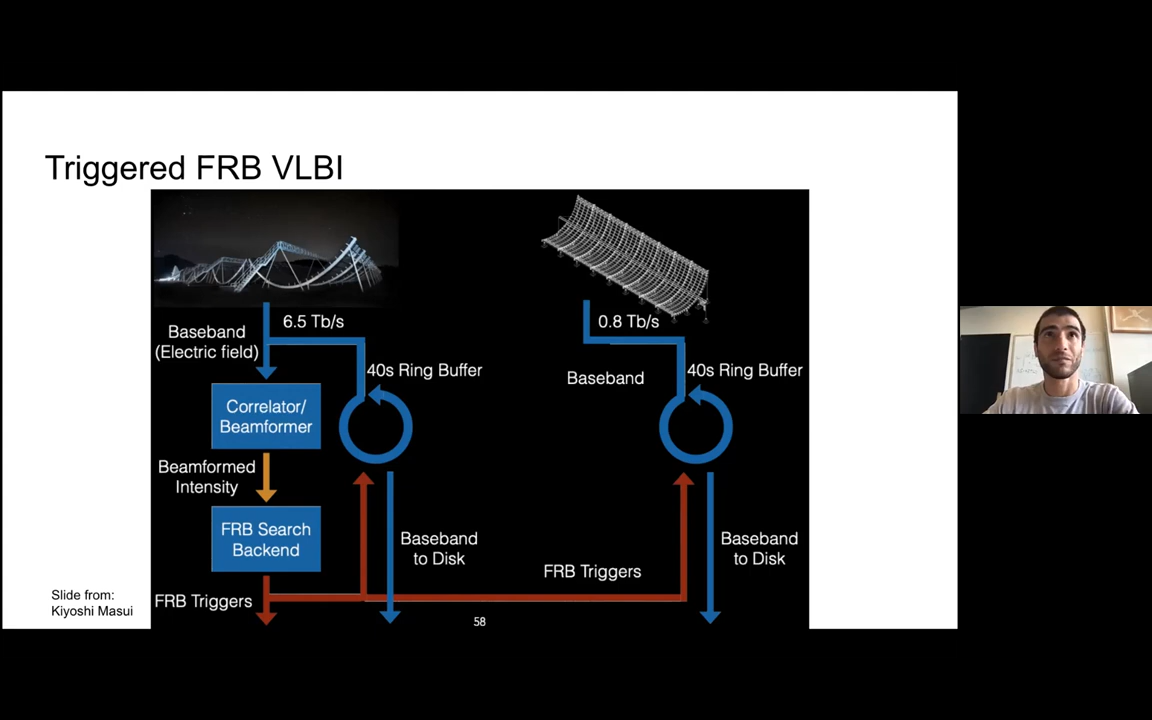 Triggered FRB VLBI
6.5 Tb/s
0.8 Tb/s
Baseband
(Electric field)
40s Ring Buffer
Baseband
40s Ring Buffer
Correlator/
Beamformer
Beamformed
Intensity
FRB Search
Backend
Baseband
to Disk
Baseband
to Disk
FRB Triggers
FRB Triggers
Slide from:
Kiyoshi Masui
58